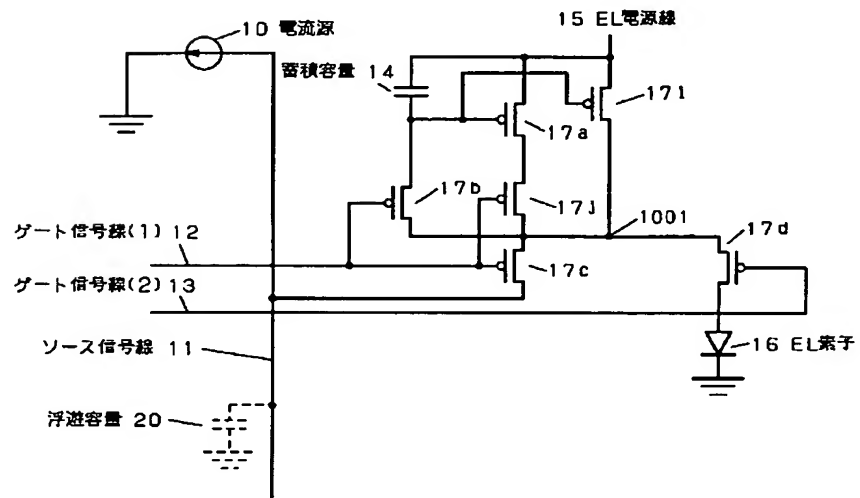 10 電流源
15 EL電源線
蓄積容量 14
17l
17a
17b
17j
1001
17d
ゲート信号線(1) 12
17c
ゲート信号線(2) 13
ソース信号線 11
16 EL素子
浮遊容量 20